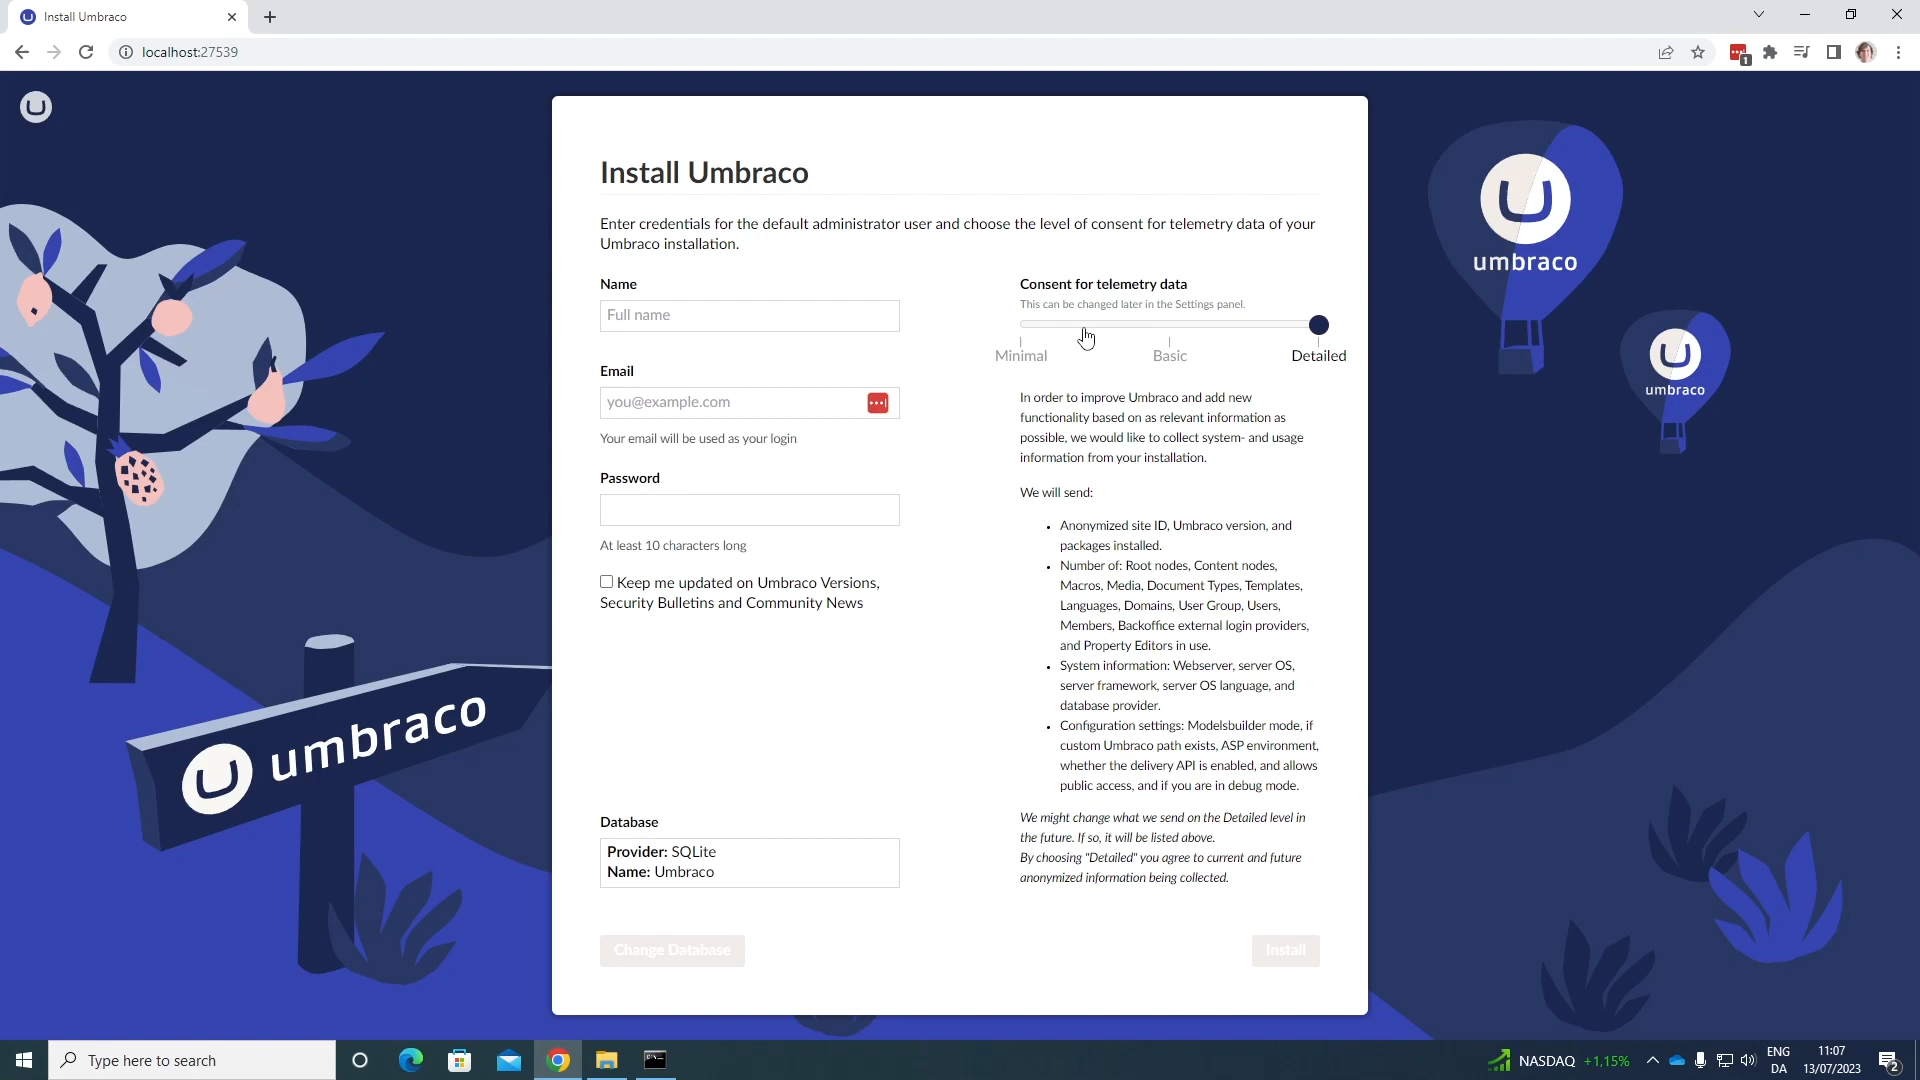 Install Umbraco
localhost:27539
1
Install Umbraco
Enter credentials for the default administrator user and choose the level of consent for telemetry data of your
Umbraco installation.
Name
Full name
Email
you@example.com
Your email will be used as your login
Password
At least 10 characters long
Keep me updated on Umbraco Versions,
Security Bulletins and Community News
Database
Provider: SQLite
Name: Umbraco
Change Database
Consent for telemetry data
This can be changed later in the Settings panel.
Minimal Basic Detailed
In order to improve Umbraco and add new
functionality based on as relevant information as
possible, we would like to collect system- and usage
information from your installation.
We will send:
• Anonymized site ID, Umbraco version, and
packages installed.
• Number of: Root nodes, Content nodes,
Macros, Media, Document Types, Templates,
Languages, Domains, User Group, Users,
Members, Backoffice external login providers,
and Property Editors in use.
• System information: Webserver, server OS,
server framework, server OS language, and
database provider.
• Configuration settings: Modelsbuilder mode, if
custom Umbraco path exists, ASP environment,
whether the delivery API is enabled, and allows
public access, and if you are in debug mode.
We might change what we send on the Detailed level in
the future. If so, it will be listed above.
By choosing "Detailed" you agree to current and future
anonymized information being collected.
Install
umbraco
umbraco
umbraco
Type here to search
NASDAQ +1,15%
ENG
DA
11:07
13/07/2023
2